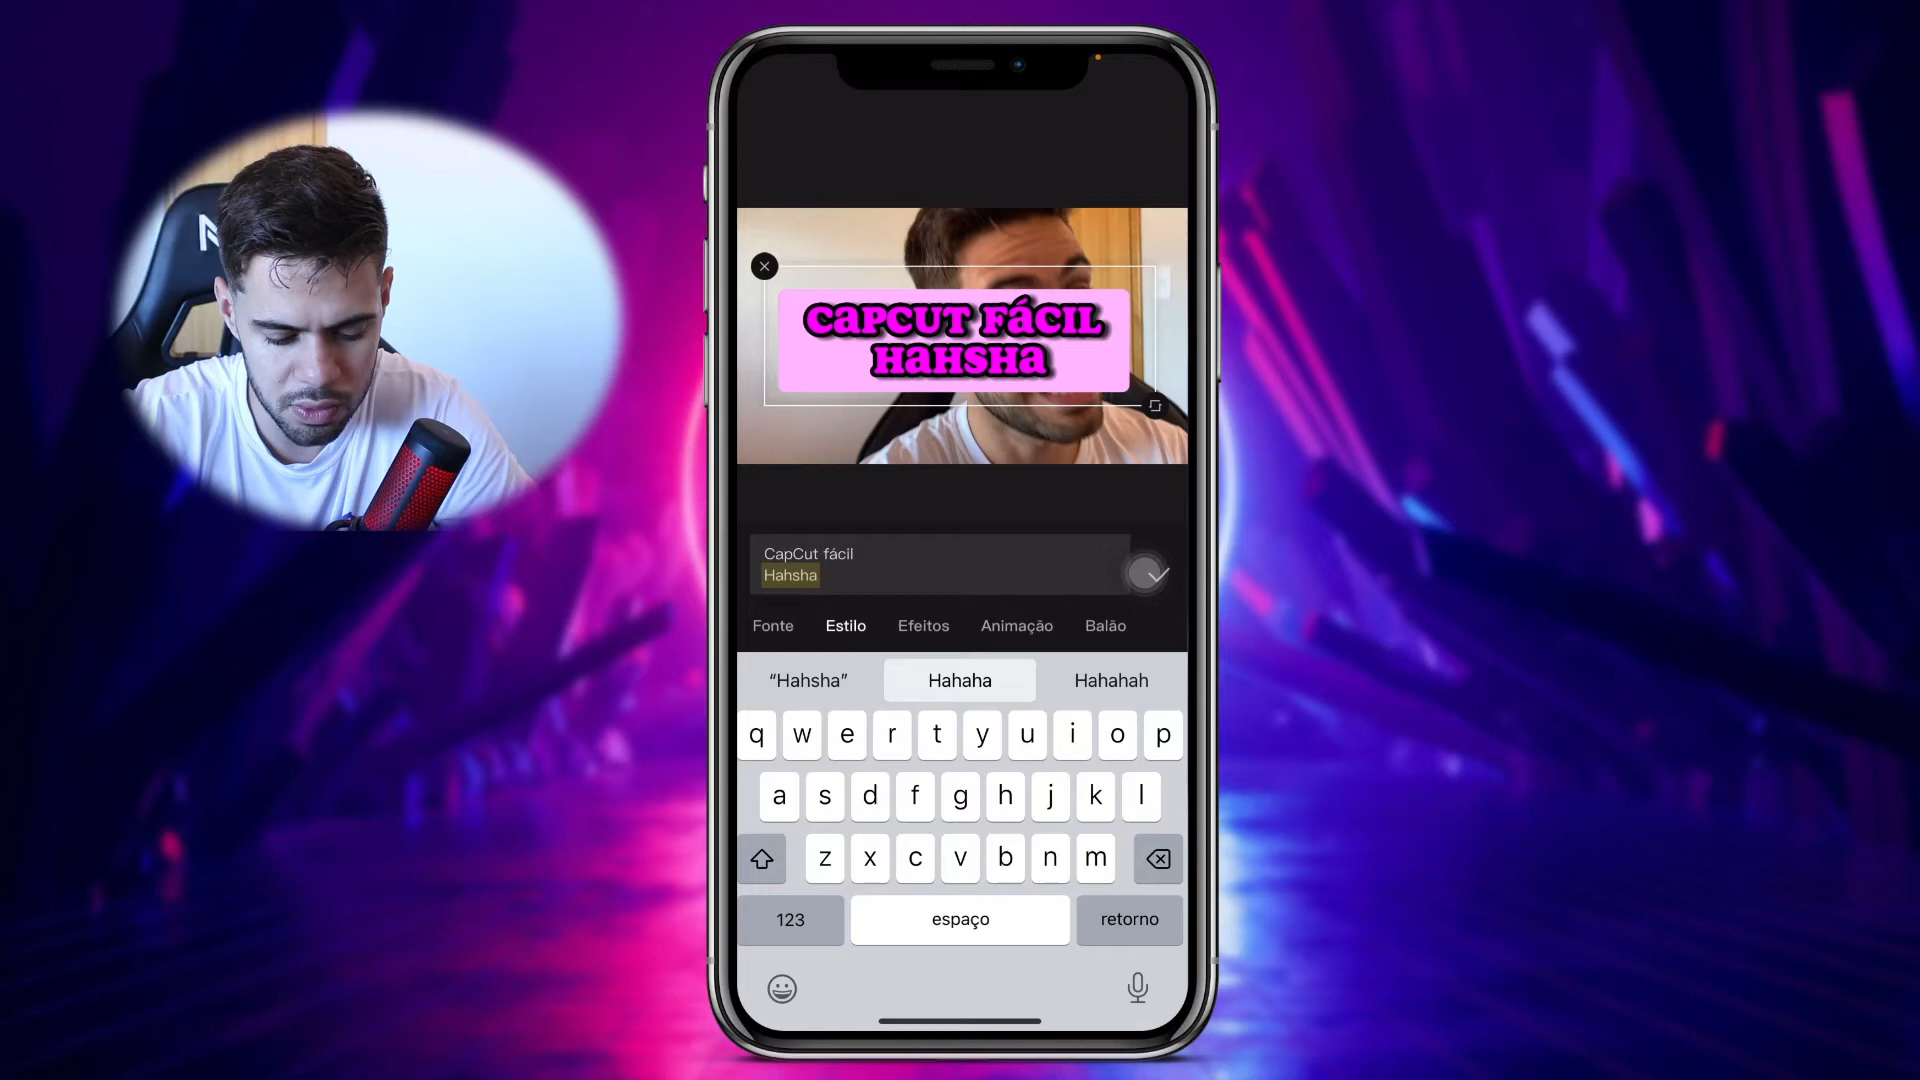 CAPCUT FÁCIL
HAHSHA
CapCut fácil
Hahsha
Fonte Estilo Efeitos Animação Balão
“Hahsha” Hahaha Hahahah
q w e r t y u i o p
a s d f g h j k l
z x c v b n m
123 espaço retorno